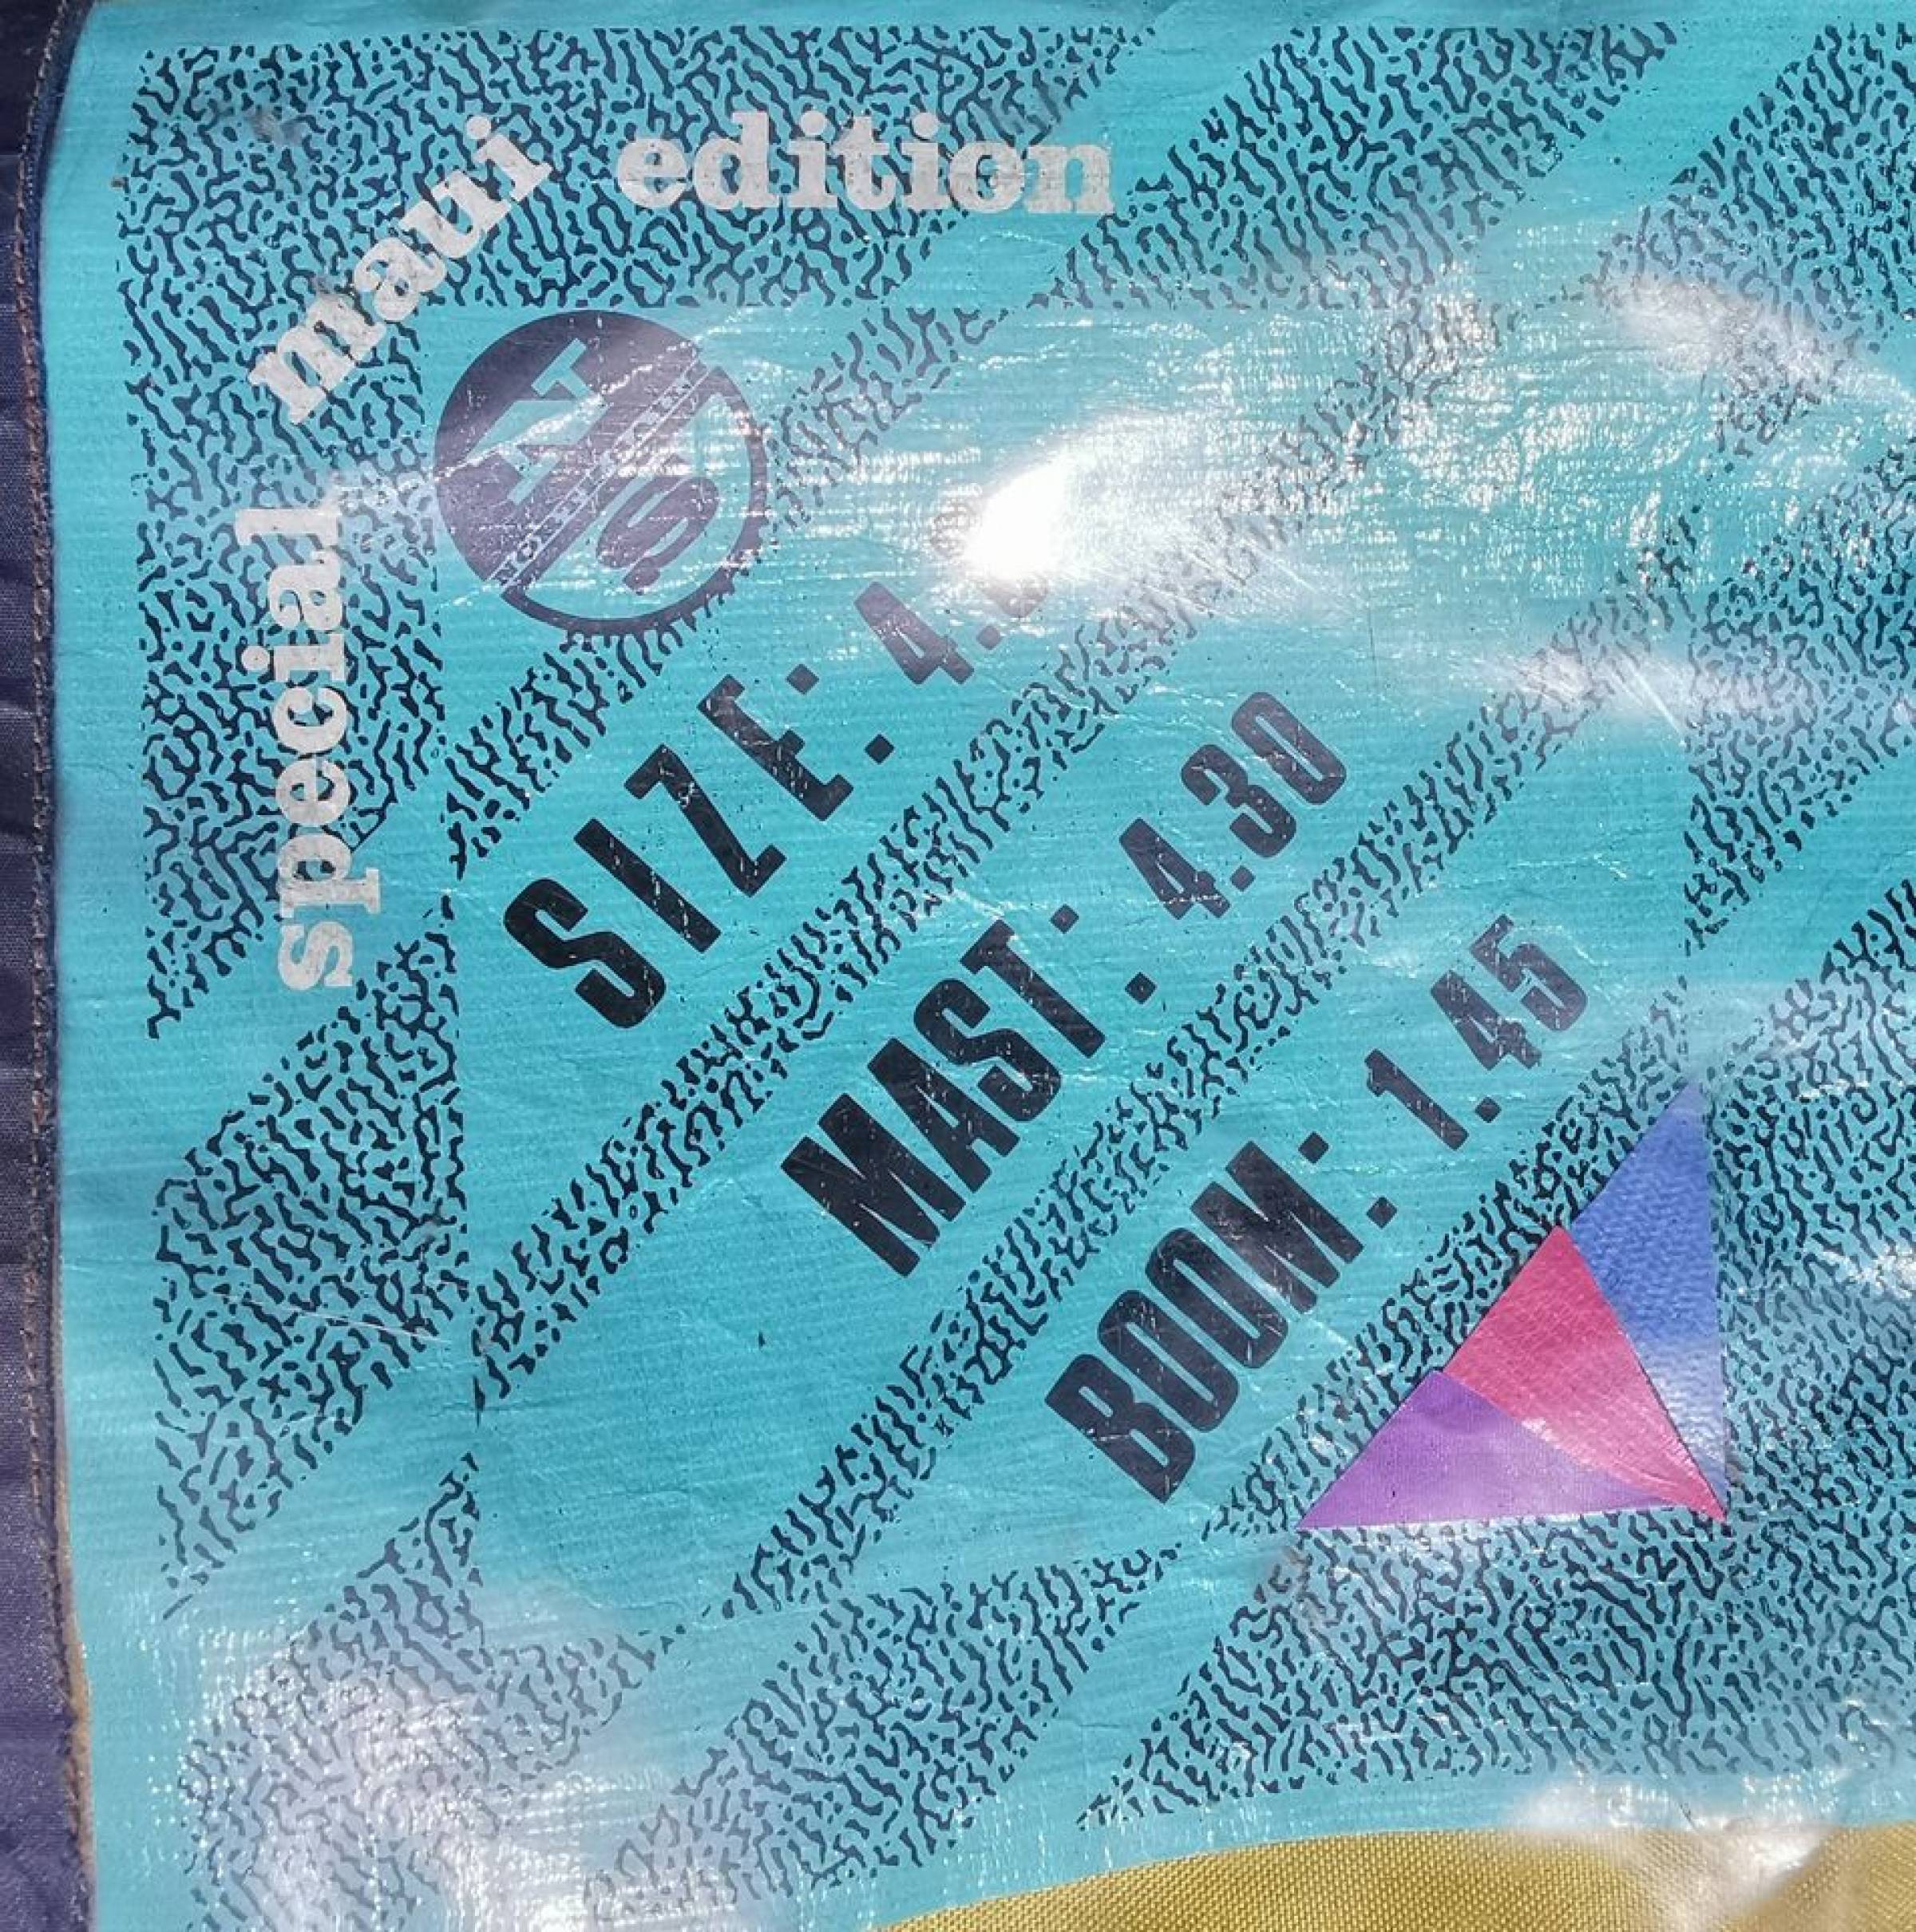 special maui edition
SIZE: 4.
MAST: 4.30
BOOM: 1.45